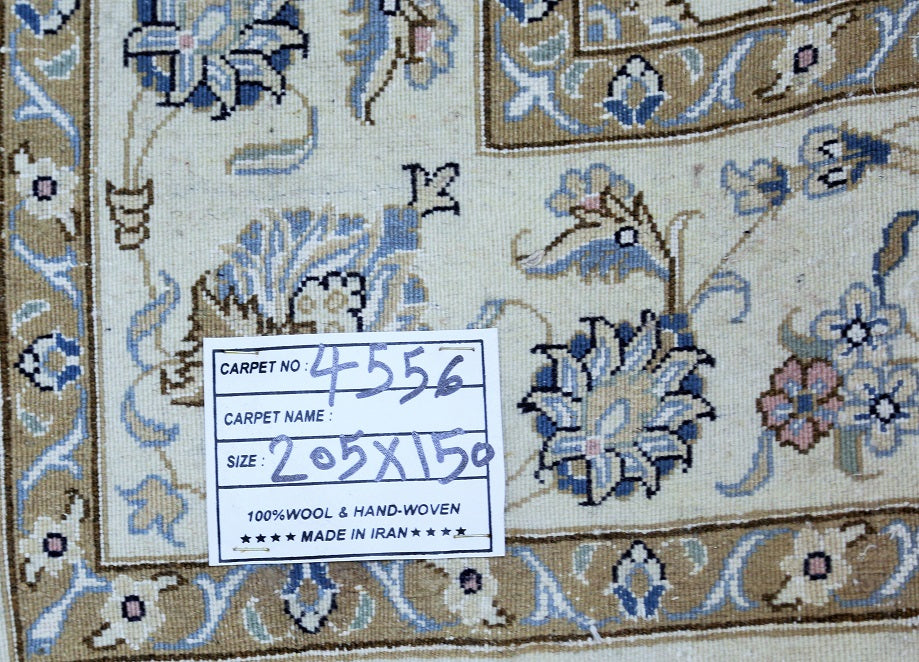 CARPET NO : 4556
CARPET NAME :
SIZE : 205X150
100%WOOL & HAND-WOVEN
★★★★ MADE IN IRAN ★★★★